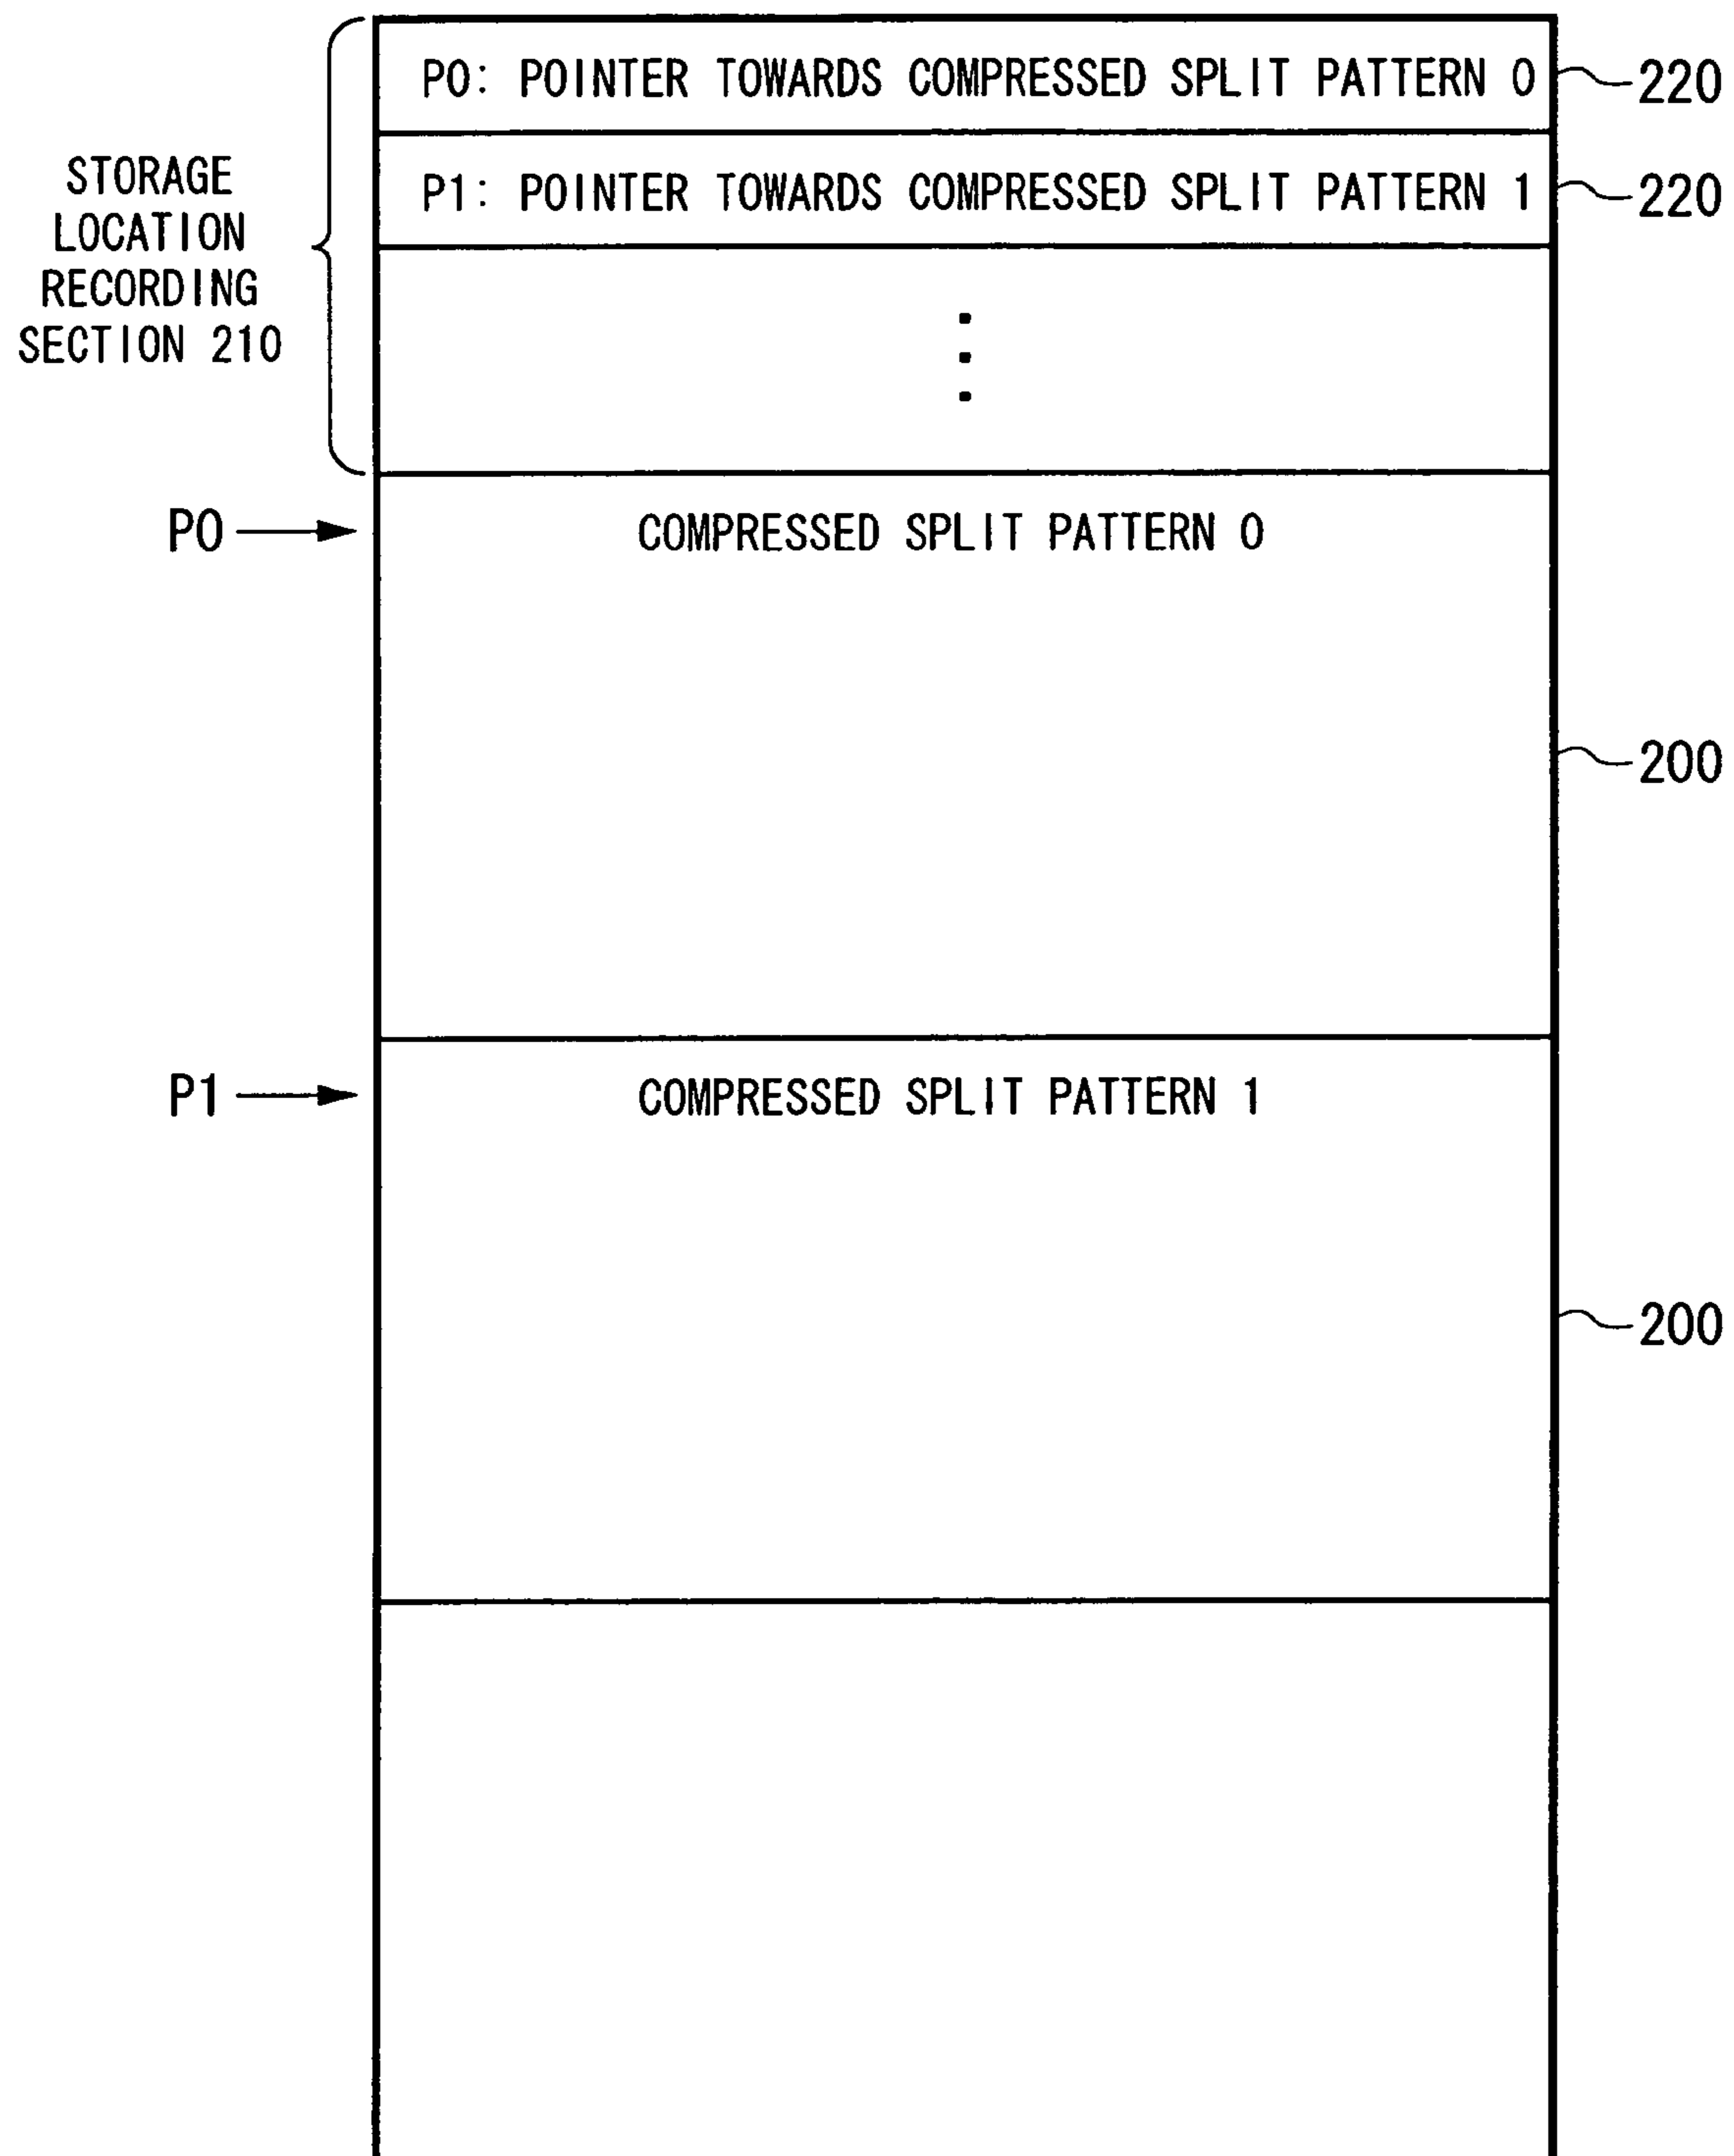 P0: POINTER TOWARDS COMPRESSED SPLIT PATTERN 0
220
P1: POINTER TOWARDS COMPRESSED SPLIT PATTERN 1
220
STORAGE
LOCATION
RECORDING
SECTION 210
P0
COMPRESSED SPLIT PATTERN 0
200
P1
COMPRESSED SPLIT PATTERN 1
200